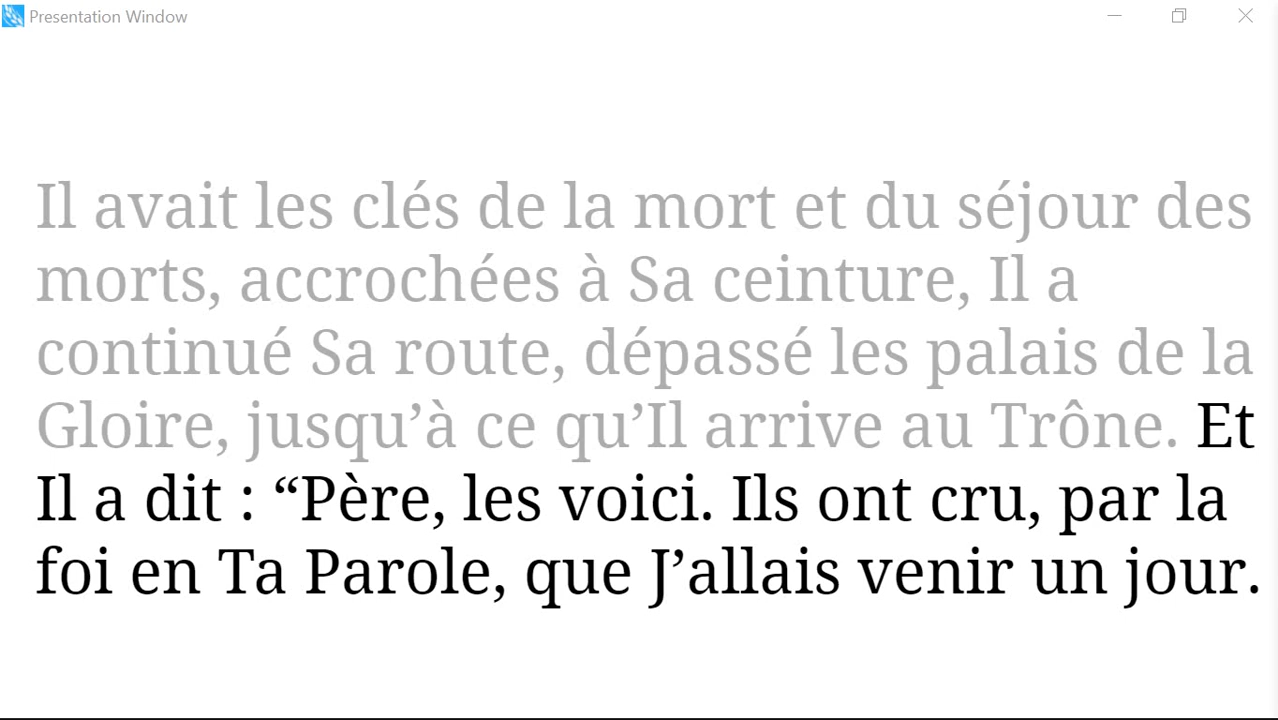 Presentation Window
Il avait les clés de la mort et du séjour des
morts, accrochées à Sa ceinture, Il a
continué Sa route, dépassé les palais de la
Gloire, jusqu’à ce qu’Il arrive au Trône. Et
Il a dit : “Père, les voici. Ils ont cru, par la
foi en Ta Parole, que J’allais venir un jour.